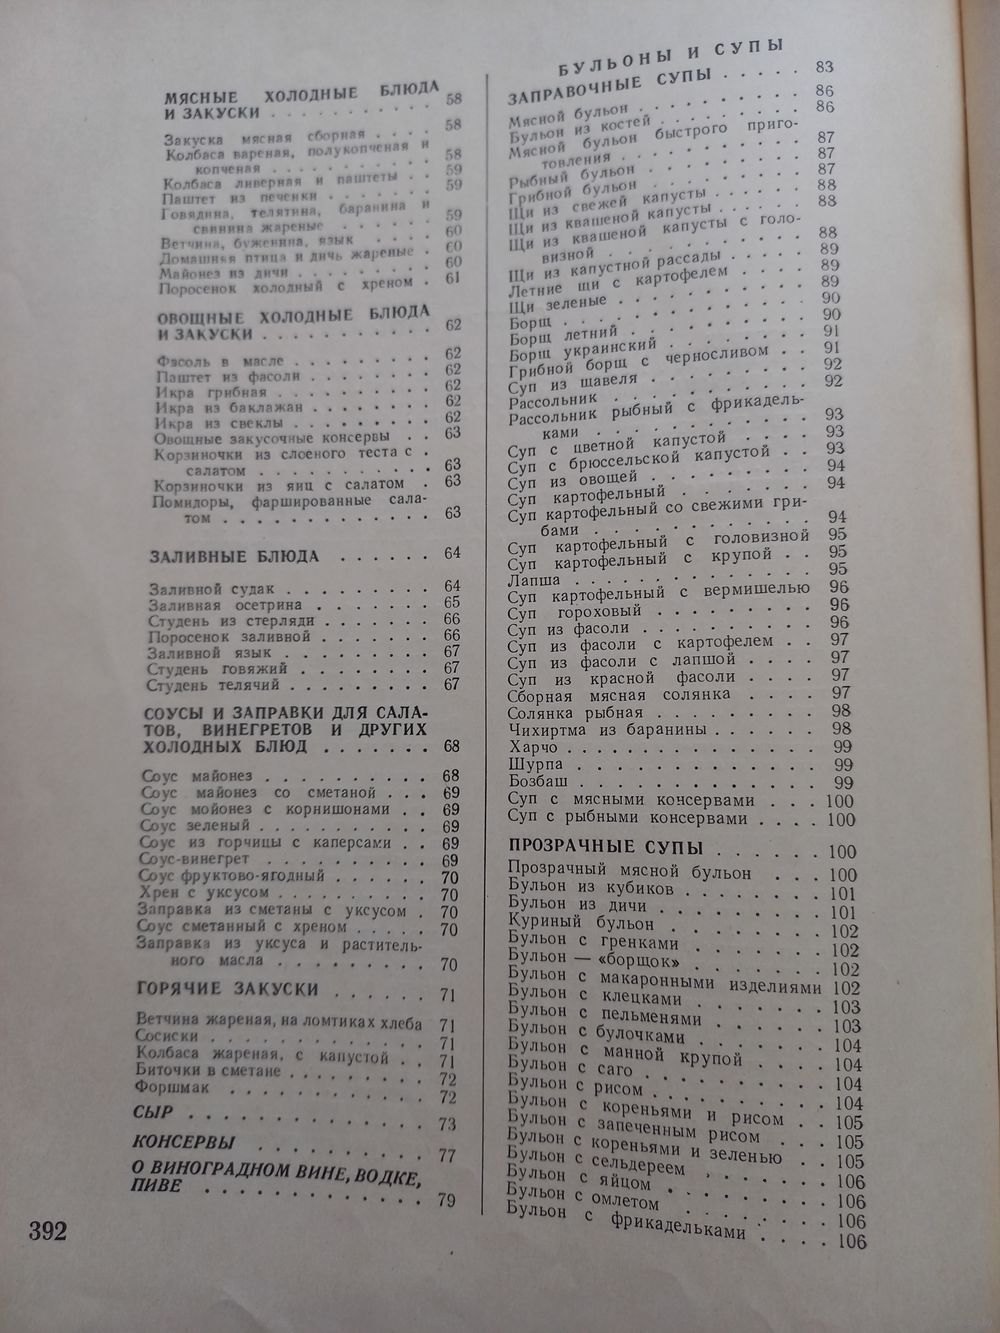 МЯСНЫЕ ХОЛОДНЫЕ БЛЮДА
И ЗАКУСКИ . . . . . . . . . 58
Закуска мясная сборная . . . . 58
Колбаса вареная, полукопченая и
копченая . . . . . . . . . 58
Колбаса ливерная и паштеты . . 59
Паштет из печенки . . . . . . 59
Говядина, телятина, баранина и
свинина жареные . . . . . 59
Ветчина, буженина, язык . . . . 60
Домашняя птица и дичь жареные . 60
Майонез из дичи . . . . . . . . 60
Поросенок холодный с хреном . 61
ОВОЩНЫЕ ХОЛОДНЫЕ БЛЮДА
И ЗАКУСКИ . . . . . . . . . 62
Фасоль в масле . . . . . . . . 62
Паштет из фасоли . . . . . . . 62
Икра грибная . . . . . . . . . 62
Икра из баклажан . . . . . . . 62
Икра из свеклы . . . . . . . . 62
Овощные закусочные консервы . . 63
Корзиночки из слоеного теста с
салатом . . . . . . . . . . 63
Корзиночки из яиц с салатом . 63
Помидоры, фаршированные сала-
том . . . . . . . . . . . . 63
ЗАЛИВНЫЕ БЛЮДА . . . . . . 64
Заливной судак . . . . . . . . . 64
Заливная осетрина . . . . . . . 65
Студень из стерляди . . . . . . 66
Поросенок заливной . . . . . . . 66
Заливной язык . . . . . . . . . 67
Студень говяжий . . . . . . . . 67
Студень телячий . . . . . . . . . 67
СОУСЫ И ЗАПРАВКИ ДЛЯ САЛА-
ТОВ, ВИНЕГРЕТОВ И ДРУГИХ
ХОЛОДНЫХ БЛЮД . . . . . . . 68
Соус майонез . . . . . . . . . . 68
Соус майонез со сметаной . . . 69
Соус мойонез с корнишонами . . 69
Соус зеленый . . . . . . . . . . 69
Соус из горчицы с каперсами . . 69
Соус-винегрет . . . . . . . . . 69
Соус фруктово-ягодный . . . . . . 70
Хрен с уксусом . . . . . . . . . 70
Заправка из сметаны с уксусом . 70
Соус сметанный с хреном . . . . . 70
Заправка из уксуса и раститель-
ного масла . . . . . . . . . 70
ГОРЯЧИЕ ЗАКУСКИ . . . . . . 71
Ветчина жареная, на ломтиках хлеба 71
Сосиски . . . . . . . . . . . . 71
Колбаса жареная, с капустой . . 71
Биточки в сметане . . . . . . . . 72
Форшмак . . . . . . . . . . . 72
СЫР . . . . . . . . . . . . . 73
КОНСЕРВЫ . . . . . . . . . . 77
О ВИНОГРАДНОМ ВИНЕ, ВОДКЕ,
ПИВЕ . . . . . . . . . . . . 79
392
БУЛЬОНЫ И СУПЫ
ЗАПРАВОЧНЫЕ СУПЫ . . . . . 83
Мясной бульон . . . . . . . . . 86
Бульон из костей . . . . . . . . 86
Мясной бульон быстрого приго-
товления . . . . . . . . . . 87
Рыбный бульон . . . . . . . . . 87
Грибной бульон . . . . . . . . . 87
Щи из свежей капусты . . . . . . 88
Щи из квашеной капусты . . . . . . 88
Щи из квашеной капусты с голо-
визной . . . . . . . . . . . 88
Щи из капустной рассады . . . . . 89
Летние щи с картофелем . . . . 89
Щи зеленые . . . . . . . . . . . 89
Борщ . . . . . . . . . . . . . 90
Борщ летний . . . . . . . . . . 90
Борщ украинский . . . . . . . . 91
Грибной борщ с черносливом . . 91
Суп из щавеля . . . . . . . . . 92
Рассольник . . . . . . . . . . . 92
Рассольник рыбный с фрикадель-
ками . . . . . . . . . . . . 93
Суп с цветной капустой . . . . 93
Суп с брюссельской капустой . . 93
Суп из овощей . . . . . . . . . 94
Суп картофельный . . . . . . . 94
Суп картофельный со свежими гри-
бами . . . . . . . . . . . . 94
Суп картофельный с головизной 95
Суп картофельный с крупой . . 95
Лапша . . . . . . . . . . . . . 95
Суп картофельный с вермишелью 96
Суп гороховый . . . . . . . . . 96
Суп из фасоли . . . . . . . . . 96
Суп из фасоли с картофелем . . 97
Суп из фасоли с лапшой . . . . 97
Суп из красной фасоли . . . . 97
Сборная мясная солянка . . . . 97
Солянка рыбная . . . . . . . . . 98
Чихиртма из баранины . . . . . . 98
Харчо . . . . . . . . . . . . . 99
Шурпа . . . . . . . . . . . . . 99
Бозбаш . . . . . . . . . . . . . 99
Суп с мясными консервами . . . 100
Суп с рыбными консервами . . . . 100
ПРОЗРАЧНЫЕ СУПЫ . . . . . . 100
Прозрачный мясной бульон . . . 100
Бульон из кубиков . . . . . . . . 101
Бульон из дичи . . . . . . . . . 101
Куриный бульон . . . . . . . . . 102
Бульон с гренками . . . . . . . . 102
Бульон — «борщок» . . . . . . . 102
Бульон с макаронными изделиями 102
Бульон с клецками . . . . . . . 103
Бульон с пельменями . . . . . . 103
Бульон с булочками . . . . . . . 104
Бульон с манной крупой . . . . 104
Бульон с саго . . . . . . . . . . 104
Бульон с рисом . . . . . . . . . 104
Бульон с кореньями и рисом . . 105
Бульон с запеченным рисом . . . 105
Бульон с кореньями и зеленью . . 105
Бульон с сельдереем . . . . . . . 106
Бульон с яйцом . . . . . . . . . 106
Бульон с омлетом . . . . . . . . 106
Бульон с фрикадельками . . . . 106